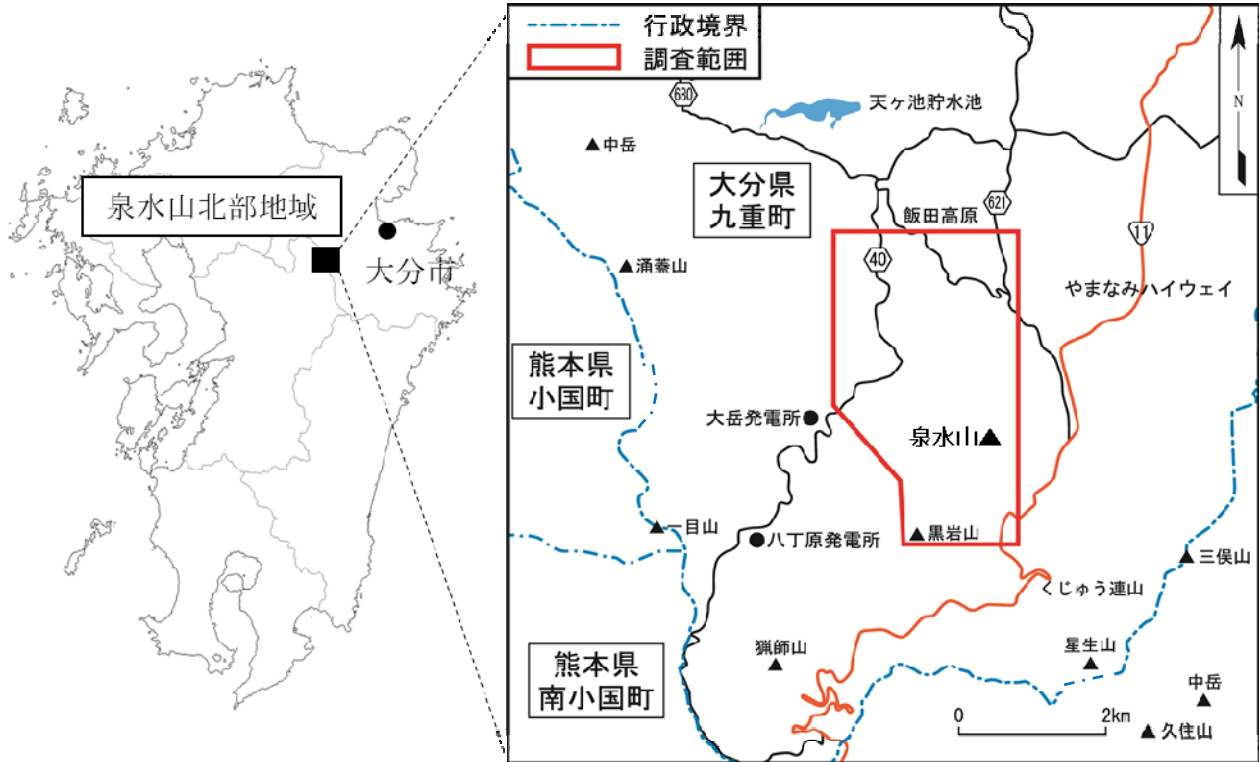 泉水山北部地域
大分市
行政境界
調査範囲
N
680
天ヶ池貯水池
中岳
大分県
九重町
621
飯田高原
11
40
涌蓋山
やまなみハイウェイ
熊本県
小国町
大岳発電所
泉水山
一目山
八丁原発電所
黒岩山
三俣山
くじゅう連山
熊本県
南小国町
猟師山
星生山
中岳
0 2km
久住山